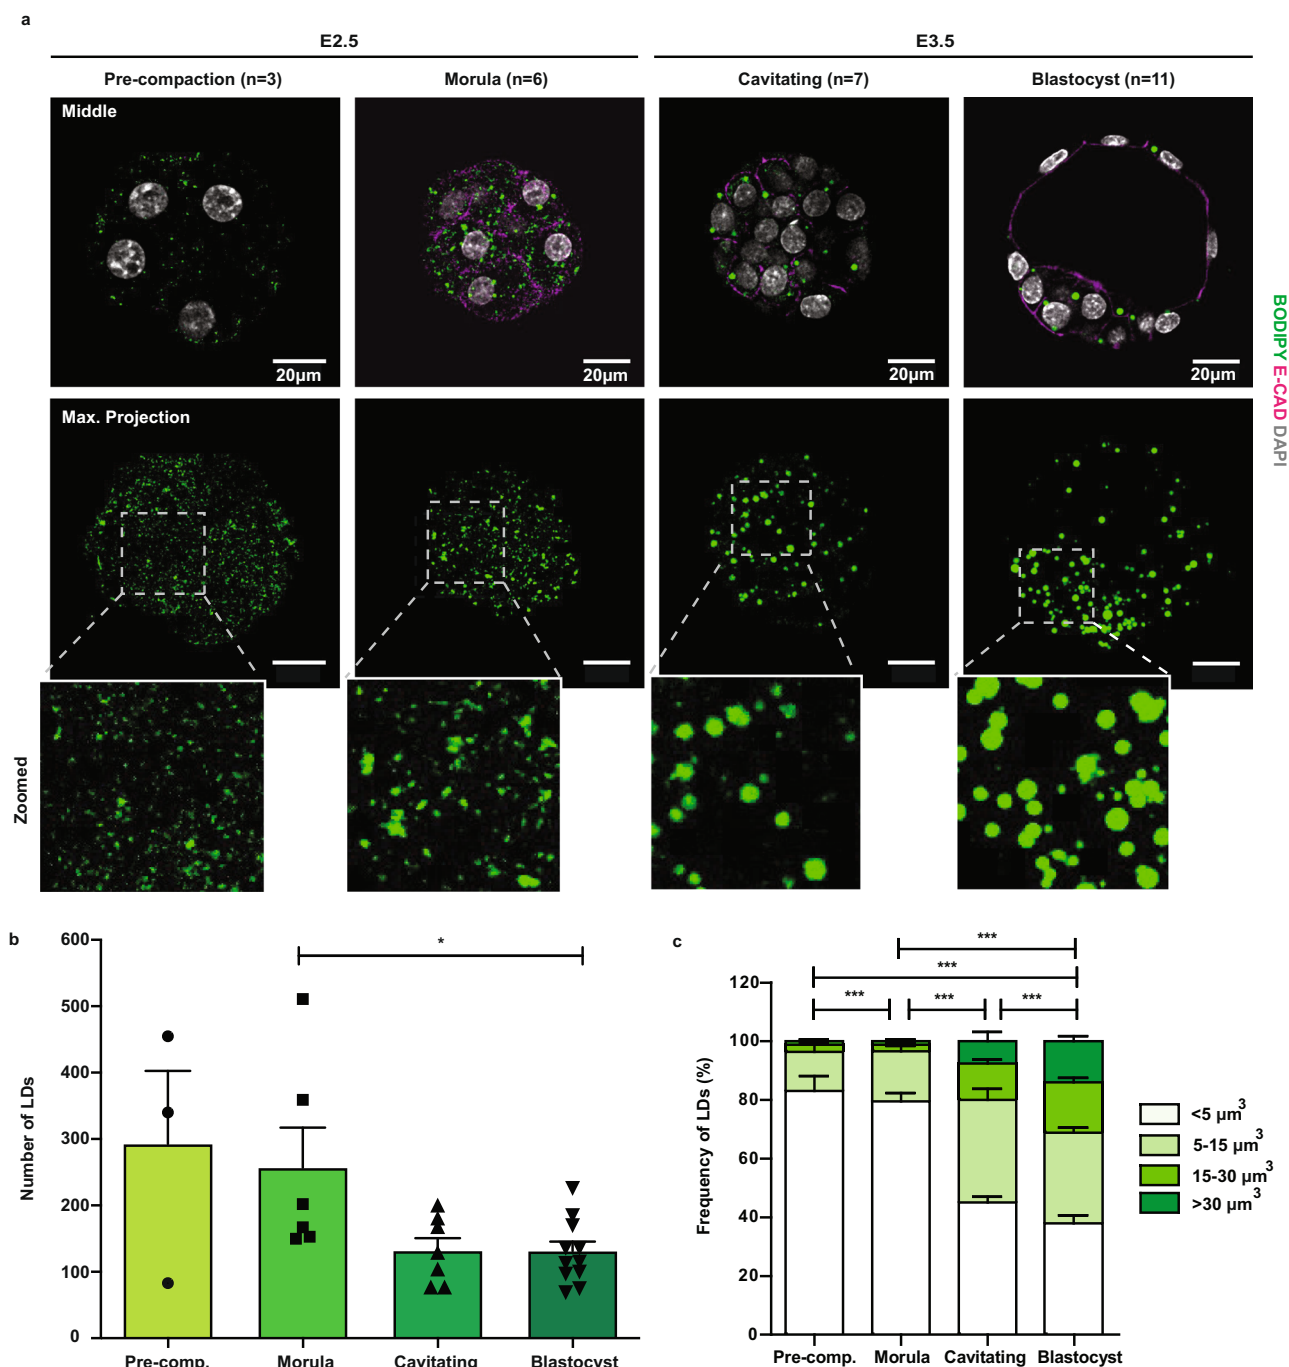 a
E2.5
E3.5
Pre-compaction (n=3)
Morula (n=6)
Cavitating (n=7)
Blastocyst (n=11)
Middle
20µm
20µm
20µm
20µm
BODIPY E-CAD DAPI
Max. Projection
Zoomed
b
600
500
400
300
200
100
0
Number of LDs
*
Pre-comp.
Morula
Cavitating
Blastocyst
c
***
***
***
***
***
120
100
80
60
40
20
0
Frequency of LDs (%)
<5 µm³
5-15 µm³
15-30 µm³
>30 µm³
Pre-comp.
Morula
Cavitating
Blastocyst